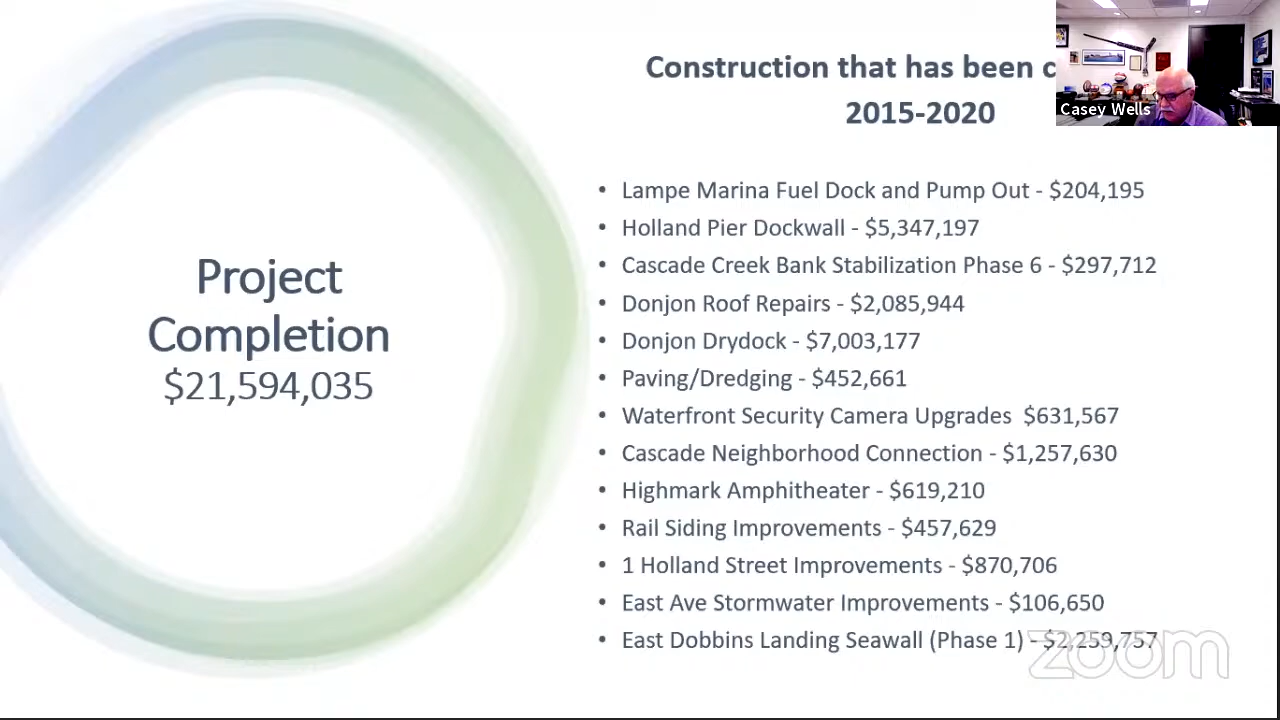 Construction that has been
2015-2020
Casey Wells
Project
Completion
$21,594,035
• Lampe Marina Fuel Dock and Pump Out - $204,195
• Holland Pier Dockwall - $5,347,197
• Cascade Creek Bank Stabilization Phase 6 - $297,712
• Donjon Roof Repairs - $2,085,944
• Donjon Drydock - $7,003,177
• Paving/Dredging - $452,661
• Waterfront Security Camera Upgrades $631,567
• Cascade Neighborhood Connection - $1,257,630
• Highmark Amphitheater - $619,210
• Rail Siding Improvements - $457,629
• 1 Holland Street Improvements - $870,706
• East Ave Stormwater Improvements - $106,650
• East Dobbins Landing Seawall (Phase 1) - $2,259,757
zoom